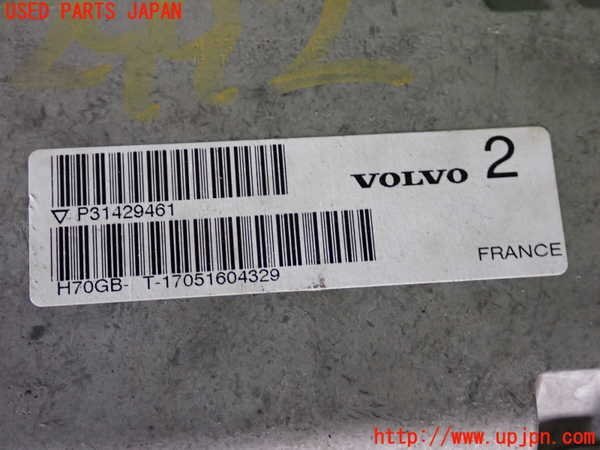 USED PARTS JAPAN
P31429461
VOLVO 2
H70GB- T-17051604329
FRANCE
http://www.upjpn.com/